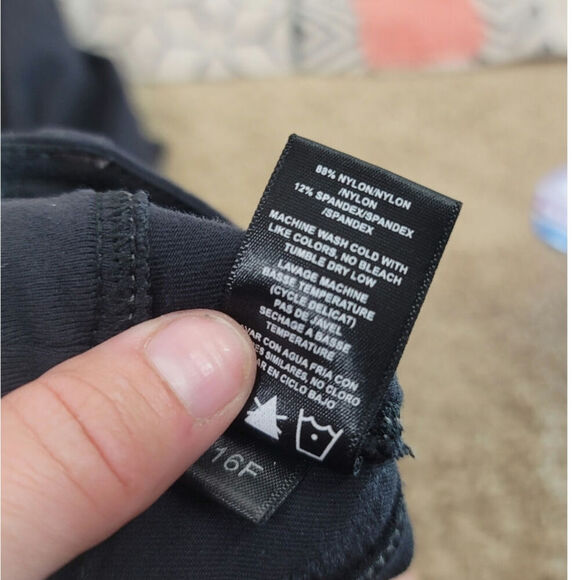 88% NYLON/NYLON
/NYLON
12% SPANDEX/SPANDEX
/SPANDEX
MACHINE WASH COLD WITH
LIKE COLORS, NO BLEACH
TUMBLE DRY LOW
LAVAGE MACHINE
BASSE TEMPERATURE
(CYCLE DELICAT)
PAS DE JAVEL
SECHAGE A BASSE
TEMPERATURE
CON AGUA FRIA CON
SIMILARES, NO CLORO
EN CICLO BAJO
16F